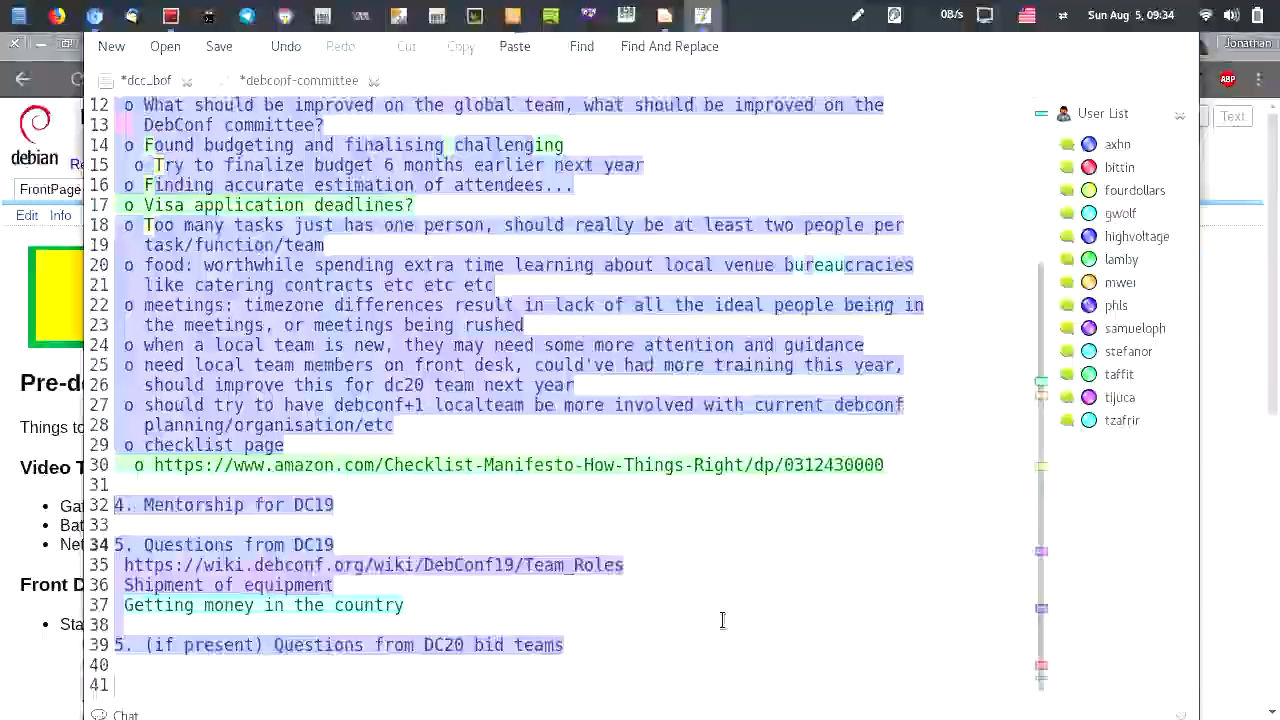 0B/s
Sun Aug 5, 09:34
Jonathan
New Open Save Undo Redo Cut Copy Paste Find Find And Replace
*dcc_bof
*debconf-committee
ABP
12 o What should be improved on the global team, what should be improved on the
13 DebConf committee?
14 o Found budgeting and finalising challenging
15 o Try to finalize budget 6 months earlier next year
16 o Finding accurate estimation of attendees...
17 o Visa application deadlines?
18 o Too many tasks just has one person, should really be at least two people per
19 task/function/team
20 o food: worthwhile spending extra time learning about local venue bureaucracies
21 like catering contracts etc etc etc
22 o meetings: timezone differences result in lack of all the ideal people being in
23 the meetings, or meetings being rushed
24 o when a local team is new, they may need some more attention and guidance
25 o need local team members on front desk, could've had more training this year,
26 should improve this for dc20 team next year
27 o should try to have debconf+1 localteam be more involved with current debconf
28 planning/organisation/etc
29 o checklist page
30 o https://www.amazon.com/Checklist-Manifesto-How-Things-Right/dp/0312430000
31
32 4. Mentorship for DC19
33
34 5. Questions from DC19
35 https://wiki.debconf.org/wiki/DebConf19/Team_Roles
36 Shipment of equipment
37 Getting money in the country
38
39 5. (if present) Questions from DC20 bid teams
40
41
Chat
User List
axhn
bittin
fourdollars
gwolf
highvoltage
lamby
mwei
phls
samueloph
stefanor
taffit
tijuca
tzafrir
Text
debian
FrontPage
Edit Info
Pre-d
Things to
Video T
• Ga
• Bat
• Net
Front D
• Sta